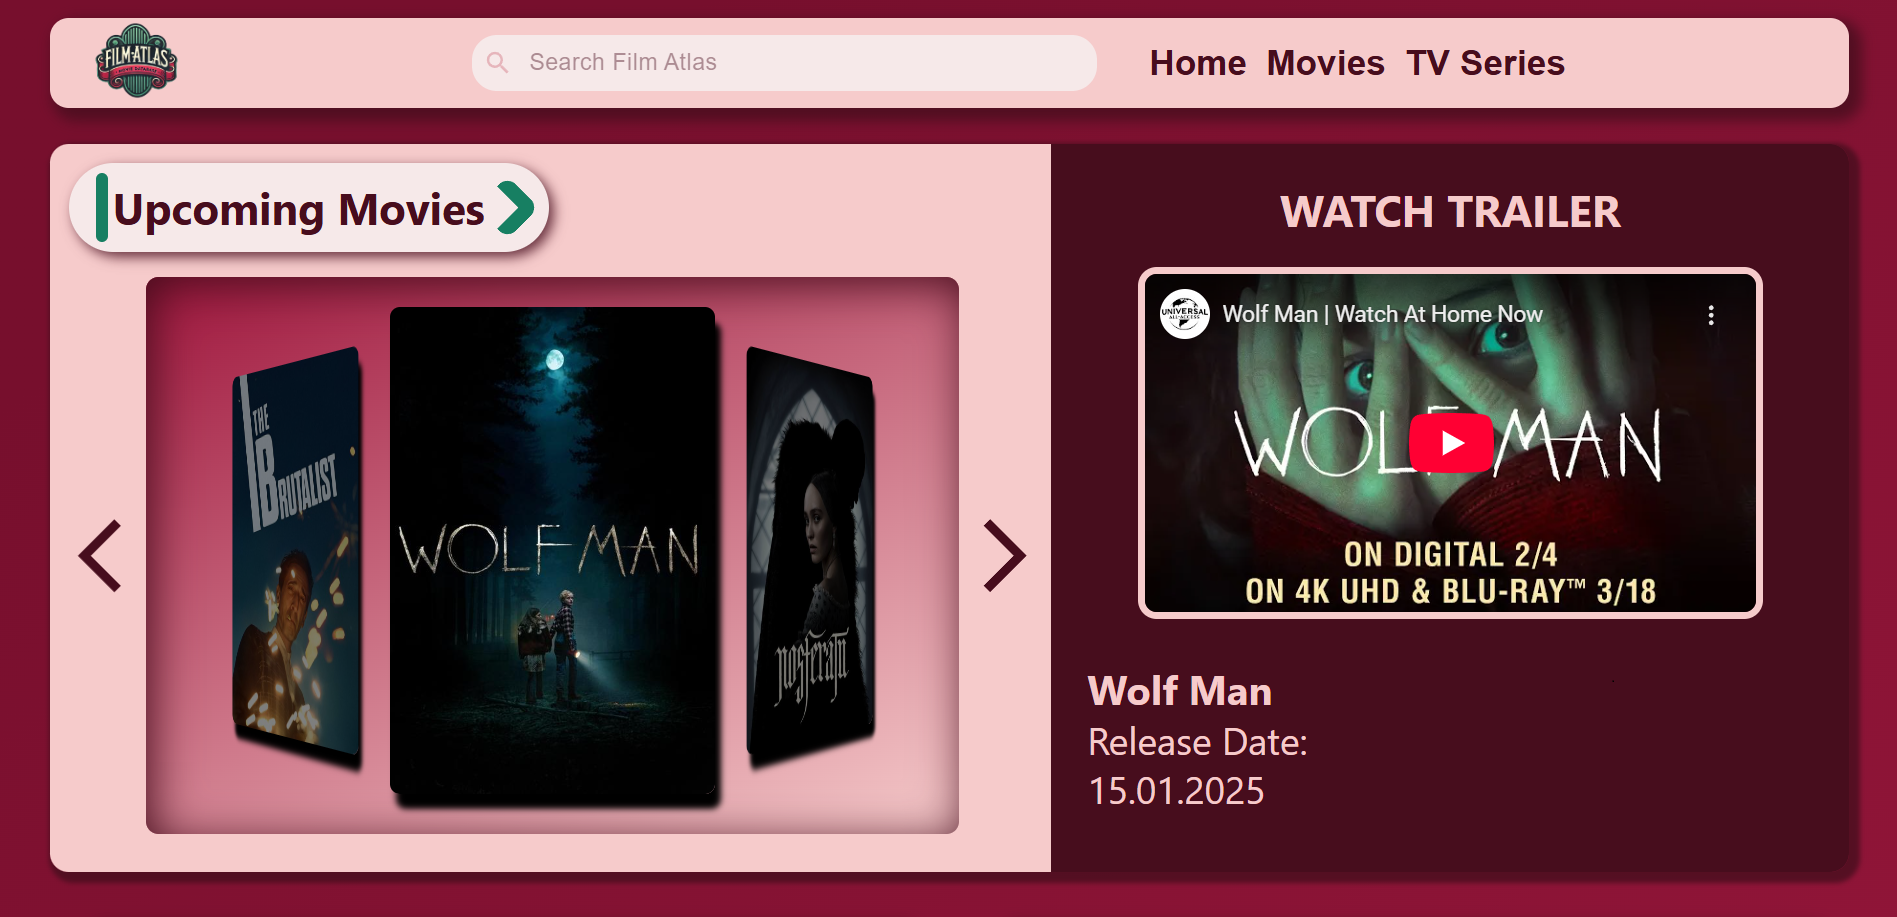 FILM-ATLAS
Search Film Atlas
Home Movies TV Series
Upcoming Movies
WATCH TRAILER
THE
BRUTALIST
WOLF MAN
nosferatu
UNIVERSAL
ALL-ACCESS
Wolf Man | Watch At Home Now
WOLF MAN
ON DIGITAL 2/4
ON 4K UHD & BLU-RAY™ 3/18
Wolf Man
Release Date:
15.01.2025